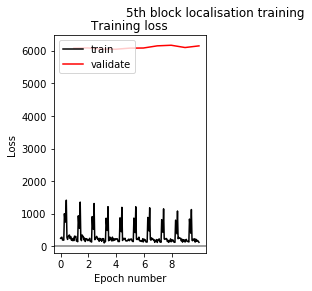 5th block localisation training
Training loss
6000
5000
4000
3000
2000
1000
0
train
validate
Loss
0 2 4 6 8
Epoch number